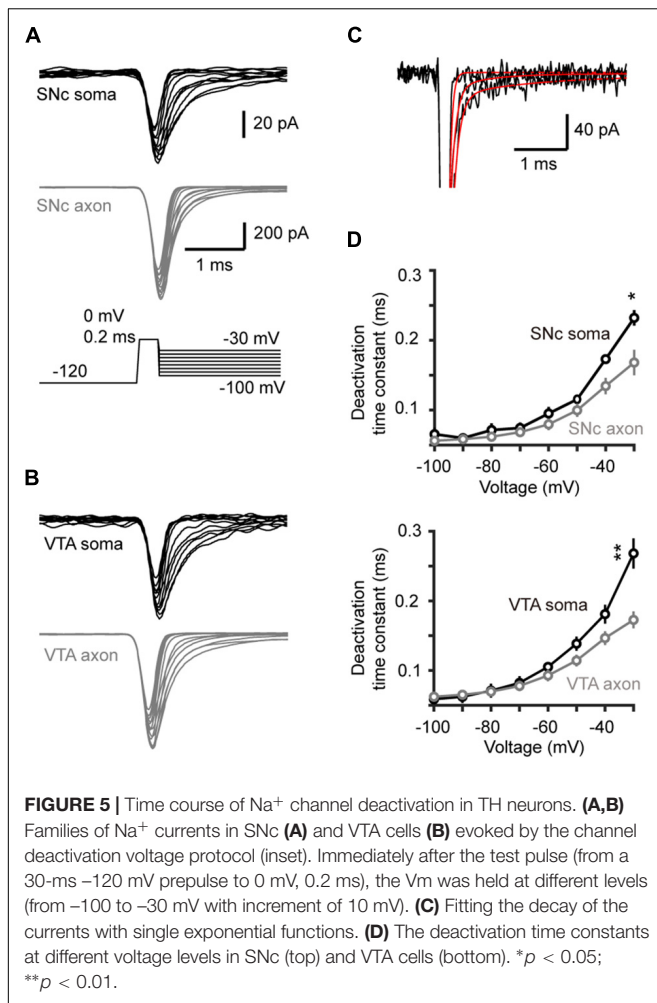 A
SNc soma
20 pA
SNc axon
200 pA
1 ms
0 mV
0.2 ms
-30 mV
-120
-100 mV
B
VTA soma
VTA axon
C
40 pA
1 ms
D
0.3
0.2
0.1
Deactivation
time constant (ms)
*
SNc soma
SNc axon
-100
-80
-60
-40
Voltage (mV)
0.3
0.2
0.1
Deactivation
time constant (ms)
**
VTA soma
VTA axon
-100
-80
-60
-40
Voltage (mV)
FIGURE 5 | Time course of Na+ channel deactivation in TH neurons. (A,B)
Families of Na+ currents in SNc (A) and VTA cells (B) evoked by the channel
deactivation voltage protocol (inset). Immediately after the test pulse (from a
30-ms –120 mV prepulse to 0 mV, 0.2 ms), the Vm was held at different levels
(from –100 to –30 mV with increment of 10 mV). (C) Fitting the decay of the
currents with single exponential functions. (D) The deactivation time constants
at different voltage levels in SNc (top) and VTA cells (bottom). *p < 0.05;
**p < 0.01.